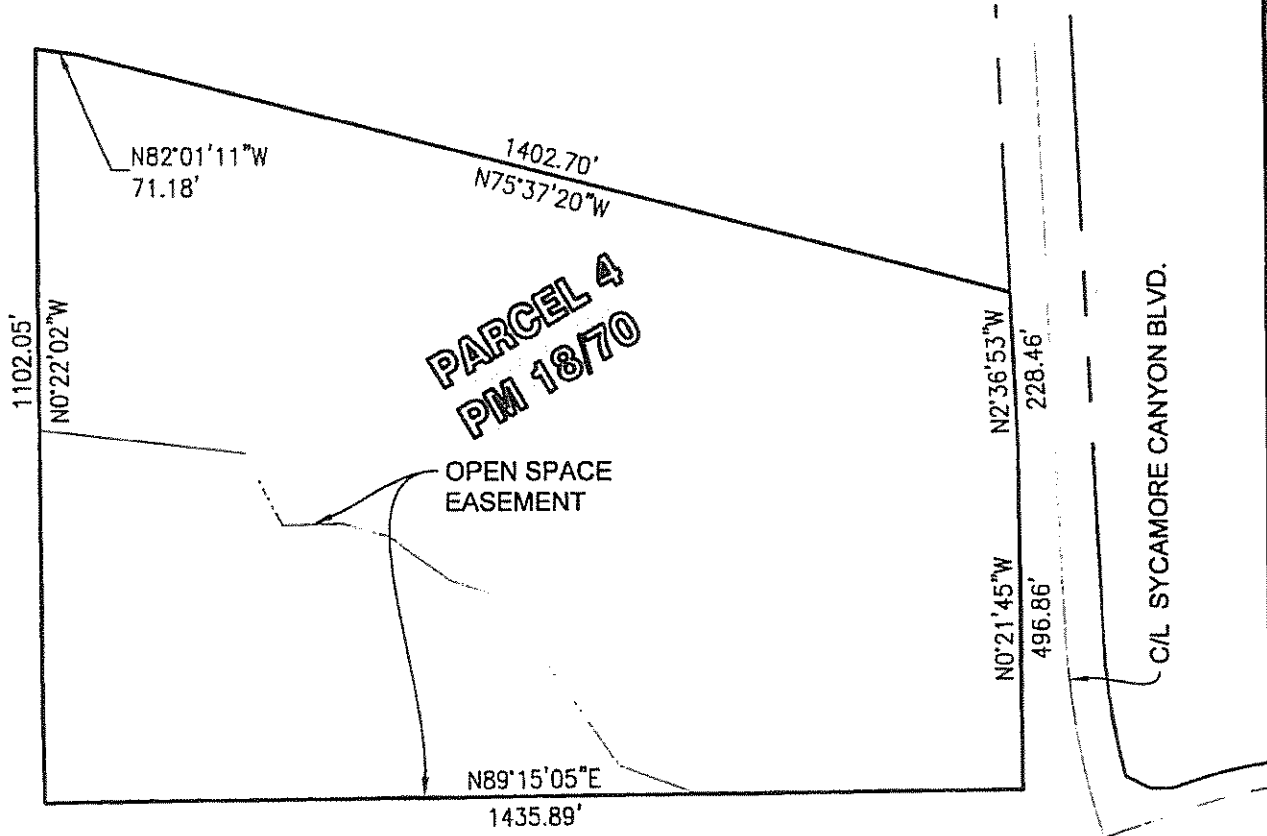 N82°01'11"W
71.18'
1402.70'
N75°37'20"W
PARCEL 4
PM 18/70
1102.05'
N0°22'02"W
N2°36'53"W
228.46'
OPEN SPACE
EASEMENT
C/L SYCAMORE CANYON BLVD.
N0°21'45"W
496.86'
N89°15'05"E
1435.89'